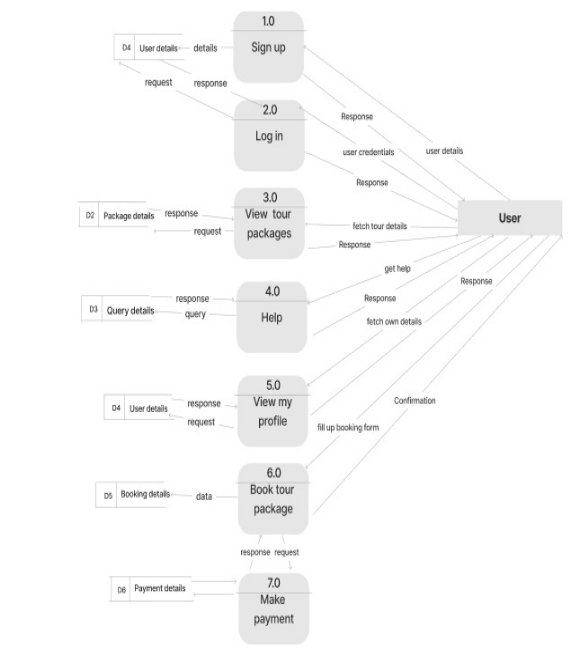 1.0
Sign up
D4 User details
details
request
response
2.0
Log in
Response
user credentials
user details
Response
3.0
View tour
packages
D2 Package details
response
request
fetch tour details
Response
User
4.0
Help
D3 Query details
response
query
get help
Response
Response
fetch own details
5.0
View my
profile
D4 User details
response
request
Confirmation
fill up booking form
6.0
Book tour
package
D5 Booking details
data
response request
7.0
Make
payment
D6 Payment details